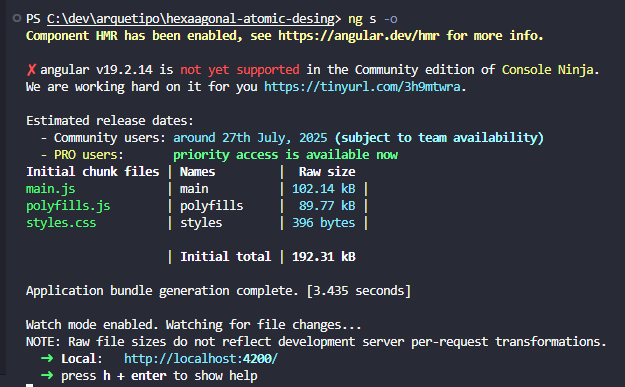 PS C:\dev\arquetipo\hexaagonal-atomic-desing> ng s -o
Component HMR has been enabled, see https://angular.dev/hmr for more info.
✗ angular v19.2.14 is not yet supported in the Community edition of Console Ninja.
We are working hard on it for you https://tinyurl.com/3h9mtwra.
Estimated release dates:
- Community users: around 27th July, 2025 (subject to team availability)
- PRO users: priority access is available now
Initial chunk files | Names | Raw size
main.js | main | 102.14 kB |
polyfills.js | polyfills | 89.77 kB |
styles.css | styles | 396 bytes |
| Initial total | 192.31 kB
Application bundle generation complete. [3.435 seconds]
Watch mode enabled. Watching for file changes...
NOTE: Raw file sizes do not reflect development server per-request transformations.
➜ Local: http://localhost:4200/
➜ press h + enter to show help